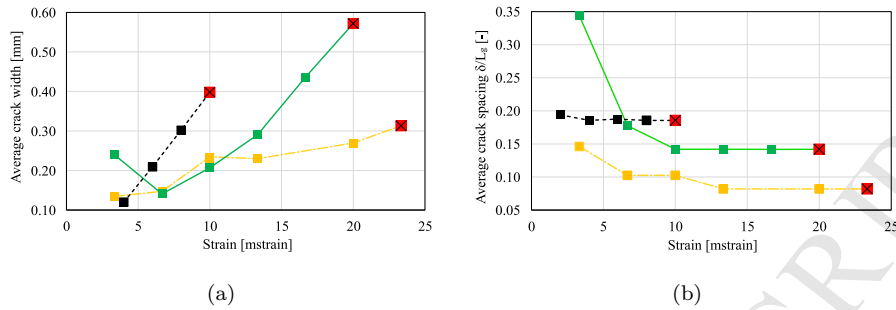 0.60
0.50
0.40
0.30
0.20
0.10
Average crack width [mm]
0 5 10 15 20 25
Strain [mstrain]
(a)
0.35
0.30
0.25
0.20
0.15
0.10
0.05
Average crack spacing δ/Lg [-]
0 5 10 15 20 25
Strain [mstrain]
(b)